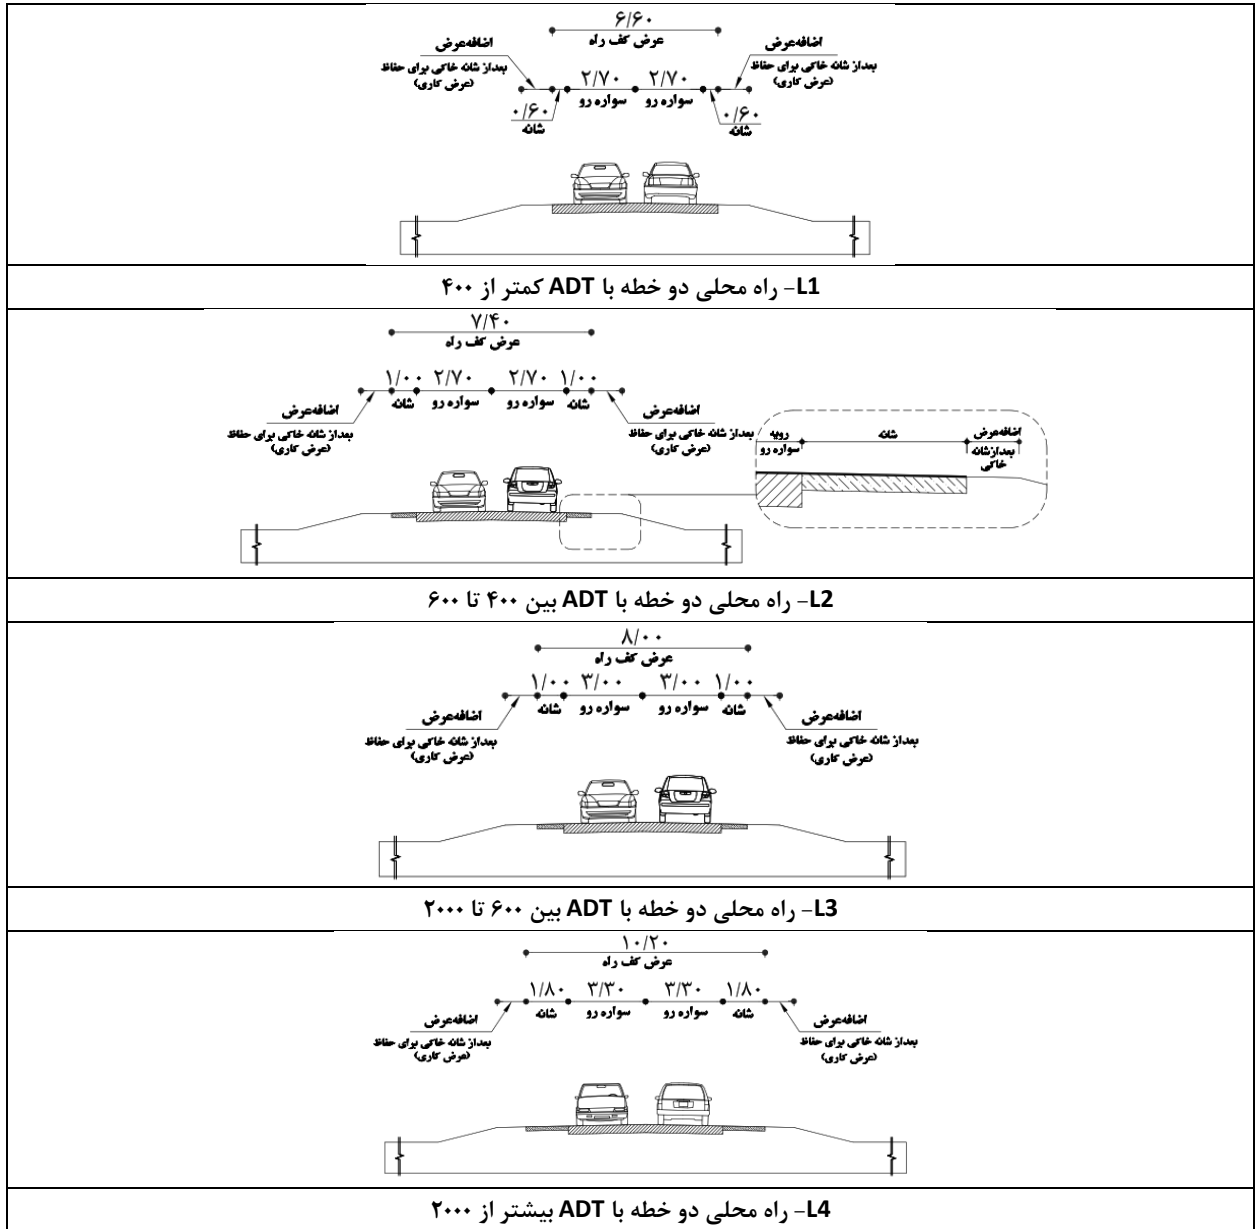 ۶/۶۰
عرض کف راه
اضافه‌عرض
بعداز شانه خاکی برای حفاظ
(عرض کاری)
۲/۷۰
سواره رو
۲/۷۰
سواره رو
اضافه‌عرض
بعداز شانه خاکی برای حفاظ
(عرض کاری)
۰/۶۰
شانه
۰/۶۰
شانه
L1- راه محلی دو خطه با ADT کمتر از ۴۰۰
۷/۴۰
عرض کف راه
۱/۰۰
شانه
۲/۷۰
سواره رو
۲/۷۰
سواره رو
۱/۰۰
شانه
اضافه‌عرض
بعداز شانه خاکی برای حفاظ
(عرض کاری)
اضافه‌عرض
بعداز شانه خاکی برای حفاظ
(عرض کاری)
رویه
سواره رو
شانه
اضافه‌عرض
بعدازشانه
خاکی
L2- راه محلی دو خطه با ADT بین ۴۰۰ تا ۶۰۰
۸/۰۰
عرض کف راه
۱/۰۰
شانه
۳/۰۰
سواره رو
۳/۰۰
سواره رو
۱/۰۰
شانه
اضافه‌عرض
بعداز شانه خاکی برای حفاظ
(عرض کاری)
اضافه‌عرض
بعداز شانه خاکی برای حفاظ
(عرض کاری)
L3- راه محلی دو خطه با ADT بین ۶۰۰ تا ۲۰۰۰
۱۰/۲۰
عرض کف راه
۱/۸۰
شانه
۳/۳۰
سواره رو
۳/۳۰
سواره رو
۱/۸۰
شانه
اضافه‌عرض
بعداز شانه خاکی برای حفاظ
(عرض کاری)
اضافه‌عرض
بعداز شانه خاکی برای حفاظ
(عرض کاری)
L4- راه محلی دو خطه با ADT بیشتر از ۲۰۰۰